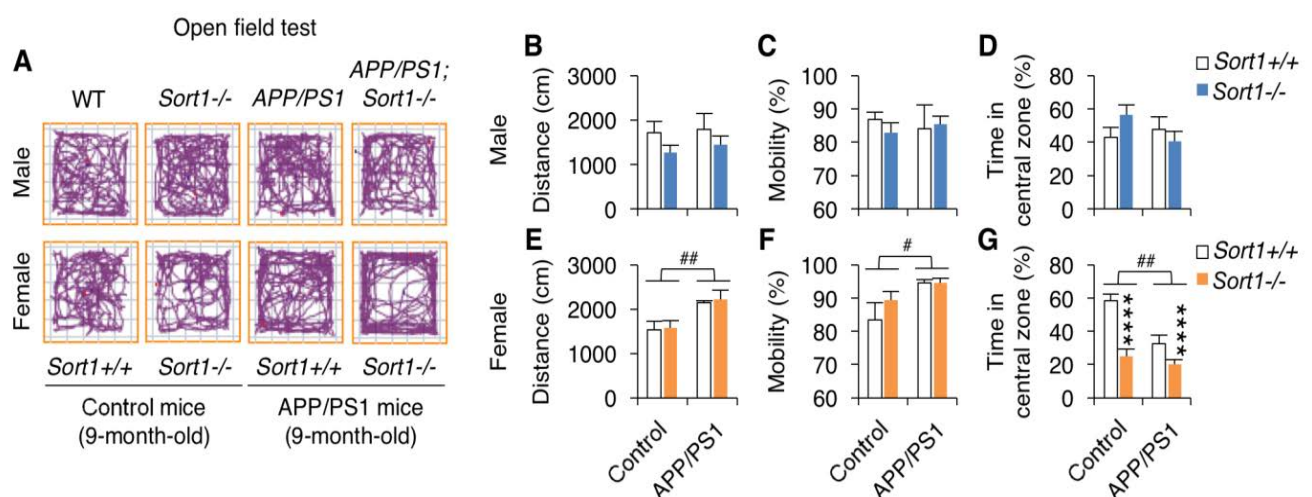 Open field test
A
WT
Sort1-/-
APP/PS1
APP/PS1;
Sort1-/-
Male
Female
Sort1+/+
Sort1-/-
Sort1+/+
Sort1-/-
Control mice
(9-month-old)
APP/PS1 mice
(9-month-old)
B
Male
Distance (cm)
3000
2000
1000
0
C
Mobility (%)
100
90
80
70
60
D
Time in
central zone (%)
80
60
40
20
0
Sort1+/+
Sort1-/-
E
Female
Distance (cm)
3000
2000
1000
0
##
Control
APP/PS1
F
Mobility (%)
100
90
80
70
60
#
Control
APP/PS1
G
Time in
central zone (%)
80
60
40
20
0
##
****
****
Control
APP/PS1
Sort1+/+
Sort1-/-